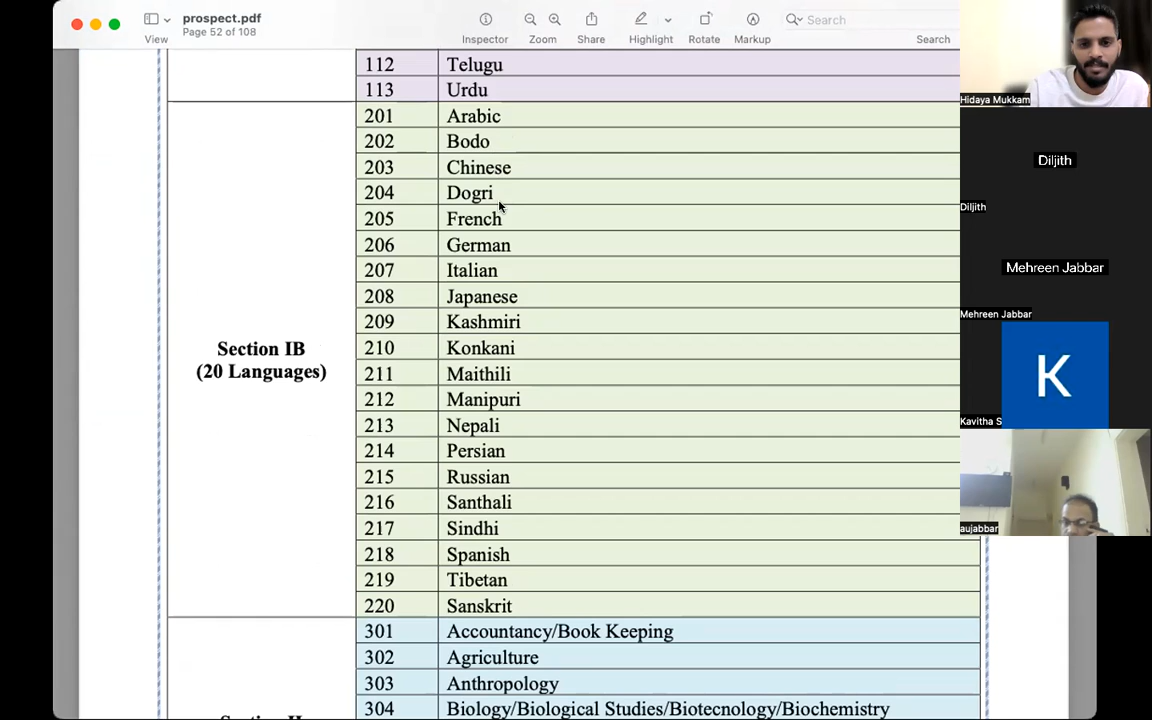 prospect.pdf
Page 52 of 108
View
Inspector
Zoom
Share
Highlight
Rotate
Markup
Search
Search
112 Telugu
113 Urdu
Section IB
(20 Languages)
201 Arabic
202 Bodo
203 Chinese
204 Dogri
205 French
206 German
207 Italian
208 Japanese
209 Kashmiri
210 Konkani
211 Maithili
212 Manipuri
213 Nepali
214 Persian
215 Russian
216 Santhali
217 Sindhi
218 Spanish
219 Tibetan
220 Sanskrit
301 Accountancy/Book Keeping
302 Agriculture
303 Anthropology
304 Biology/Biological Studies/Biotecnology/Biochemistry
Hidaya Mukkam
Diljith
Diljith
Mehreen Jabbar
Mehreen Jabbar
K
Kavitha S
aujabbar